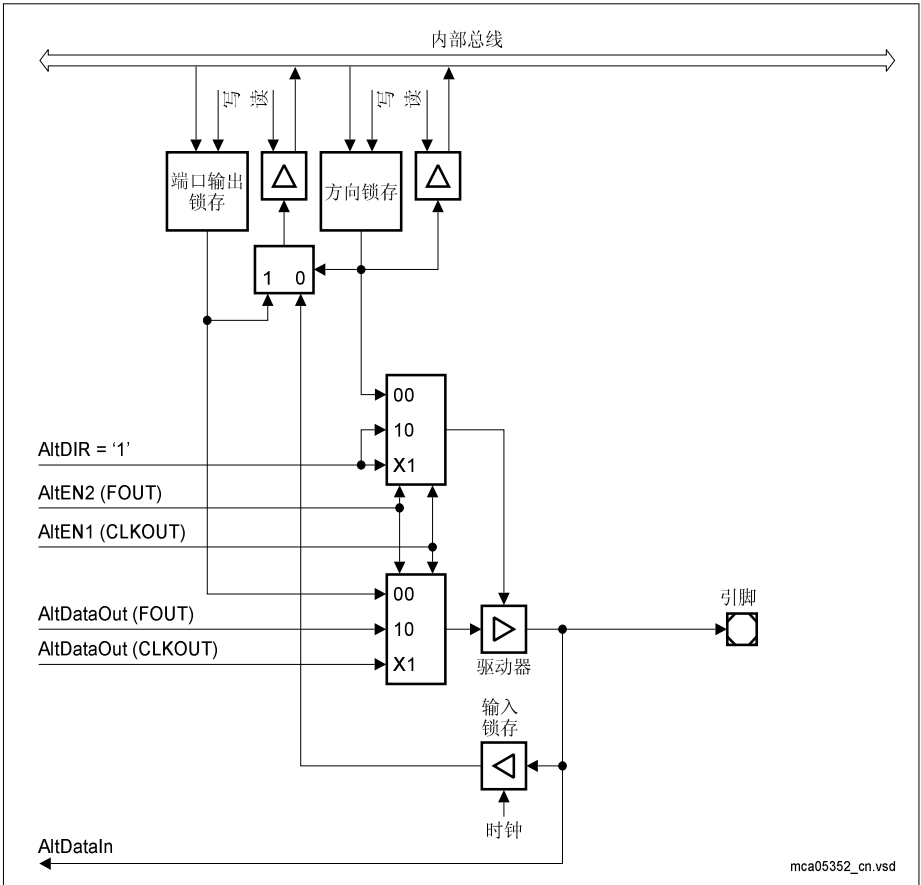 内部总线
写
读
写
读
端口输出
锁存
方向锁存
1 0
00
10
X1
AltDIR = ‘1’
AltEN2 (FOUT)
AltEN1 (CLKOUT)
00
AltDataOut (FOUT)
10
AltDataOut (CLKOUT)
X1
引脚
驱动器
输入
锁存
时钟
AltDataIn
mca05352_cn.vsd